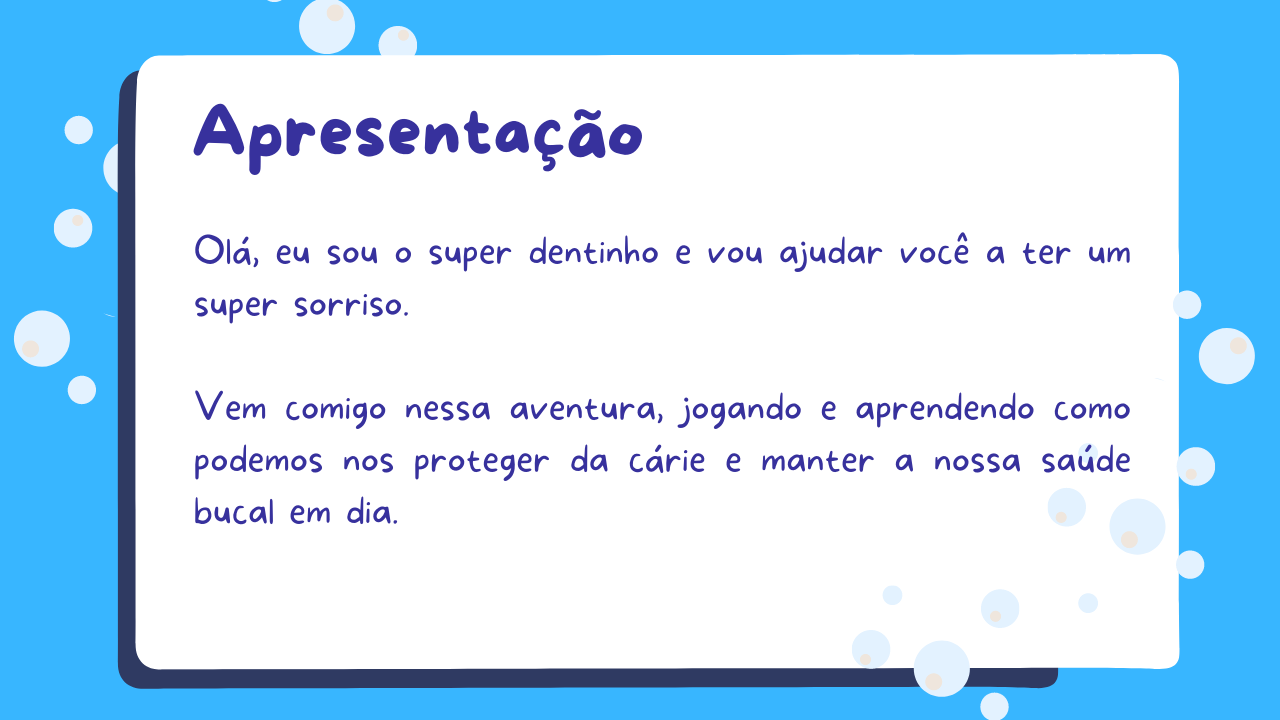 Apresentação
Olá, eu sou o super dentinho e vou ajudar você a ter um
super sorriso.
Vem comigo nessa aventura, jogando e aprendendo como
podemos nos proteger da cárie e manter a nossa saúde
bucal em dia.